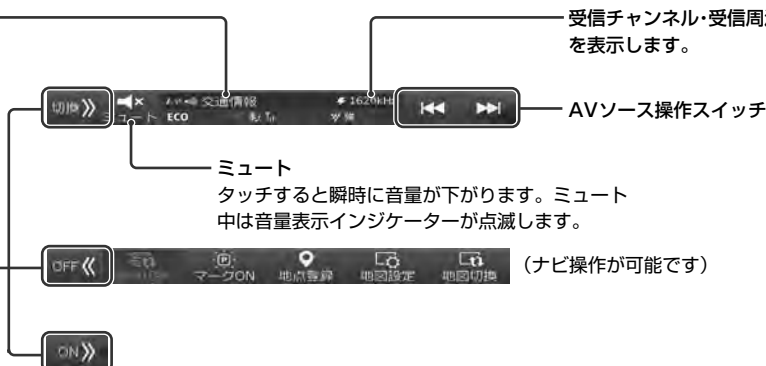 受信チャンネル・受信周
を表示します。
切換
交通情報
1620kHz
ミュート
ECO
AVソース操作スイッチ
ミュート
タッチすると瞬時に音量が下がります。ミュート
中は音量表示インジケーターが点滅します。
OFF
マークON
地点登録
地図設定
地図切換
（ナビ操作が可能です）
ON